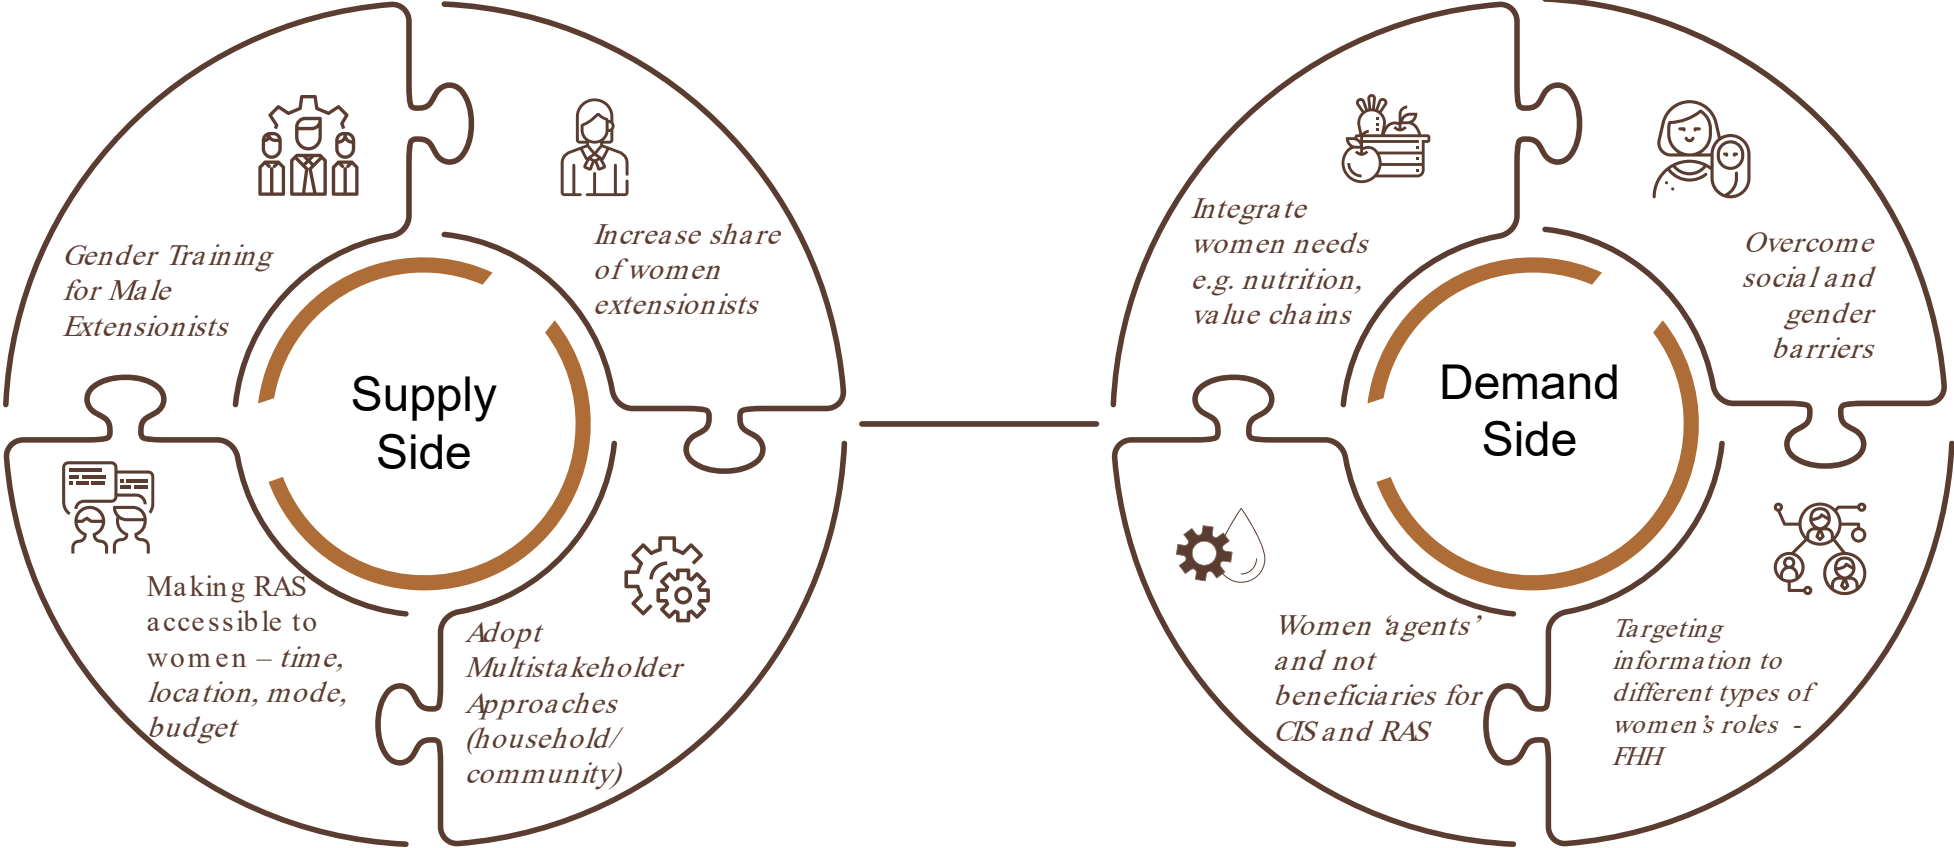 Gender Training
for Male
Extensionists
Increase share
of women
extensionists
Supply
Side
Making RAS
accessible to
women – time,
location, mode,
budget
Adopt
Multistakeholder
Approaches
(household/
community)
Integrate
women needs
e.g. nutrition,
value chains
Overcome
social and
gender
barriers
Demand
Side
Women ‘agents’
and not
beneficiaries for
CIS and RAS
Targeting
information to
different types of
women’s roles -
FHH